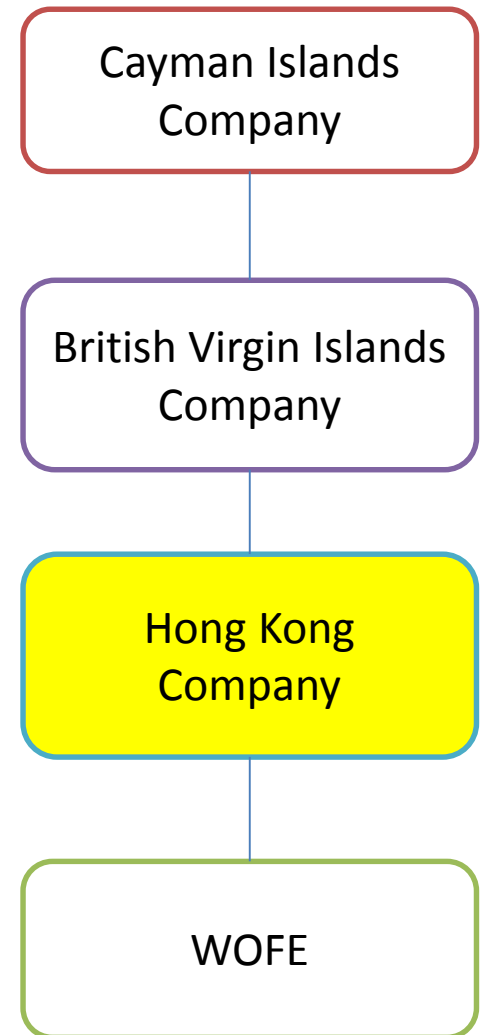 Cayman Islands
Company
British Virgin Islands
Company
Hong Kong
Company
WOFE